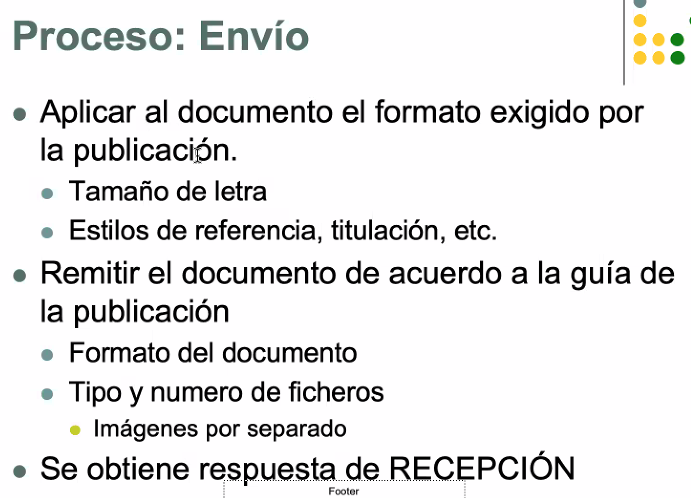 Proceso: Envío
Aplicar al documento el formato exigido por
la publicación.
Tamaño de letra
Estilos de referencia, titulación, etc.
Remitir el documento de acuerdo a la guía de
la publicación
Formato del documento
Tipo y numero de ficheros
Imágenes por separado
Se obtiene respuesta de RECEPCIÓN
Footer